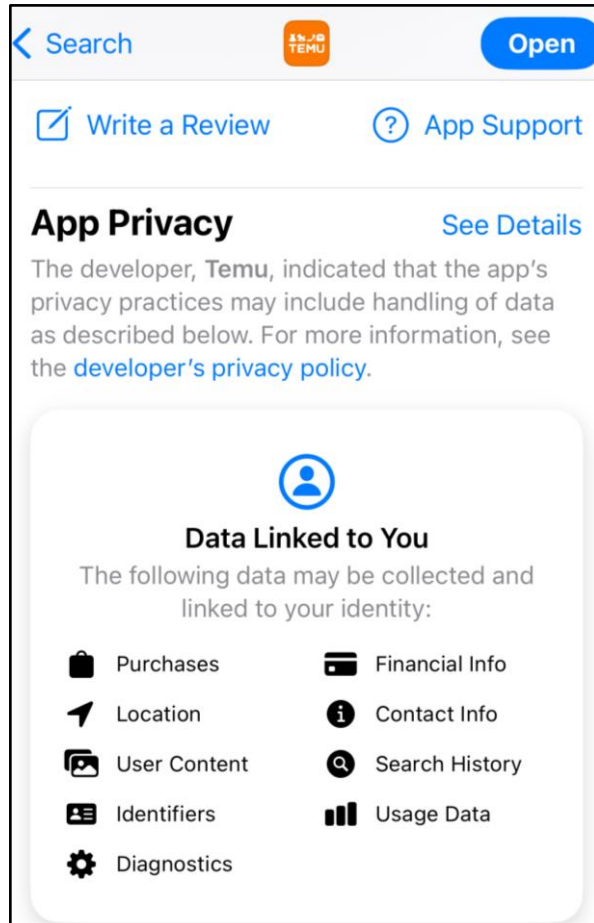 Search
TEMU
Open
Write a Review
App Support
App Privacy
See Details
The developer, Temu, indicated that the app's
privacy practices may include handling of data
as described below. For more information, see
the developer's privacy policy.
Data Linked to You
The following data may be collected and
linked to your identity:
Purchases
Financial Info
Location
Contact Info
User Content
Search History
Identifiers
Usage Data
Diagnostics